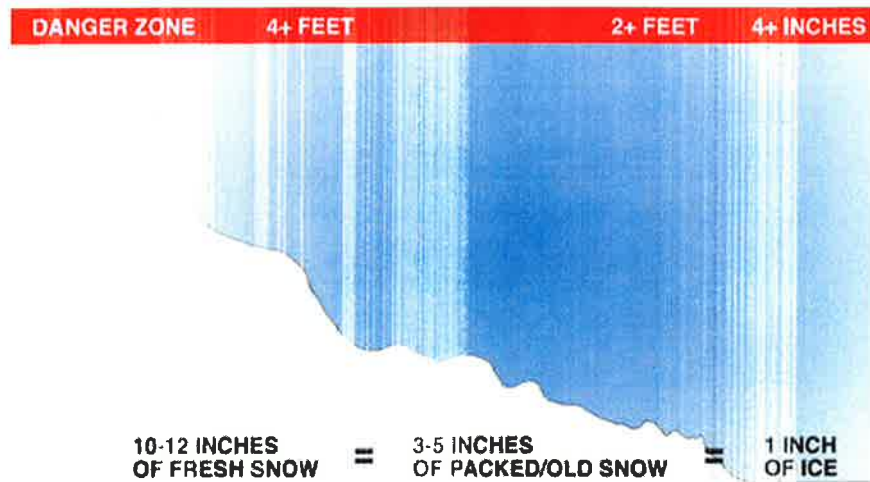 DANGER ZONE 4+ FEET 2+ FEET 4+ INCHES
10-12 INCHES OF FRESH SNOW = 3-5 INCHES OF PACKED/OLD SNOW = 1 INCH OF ICE